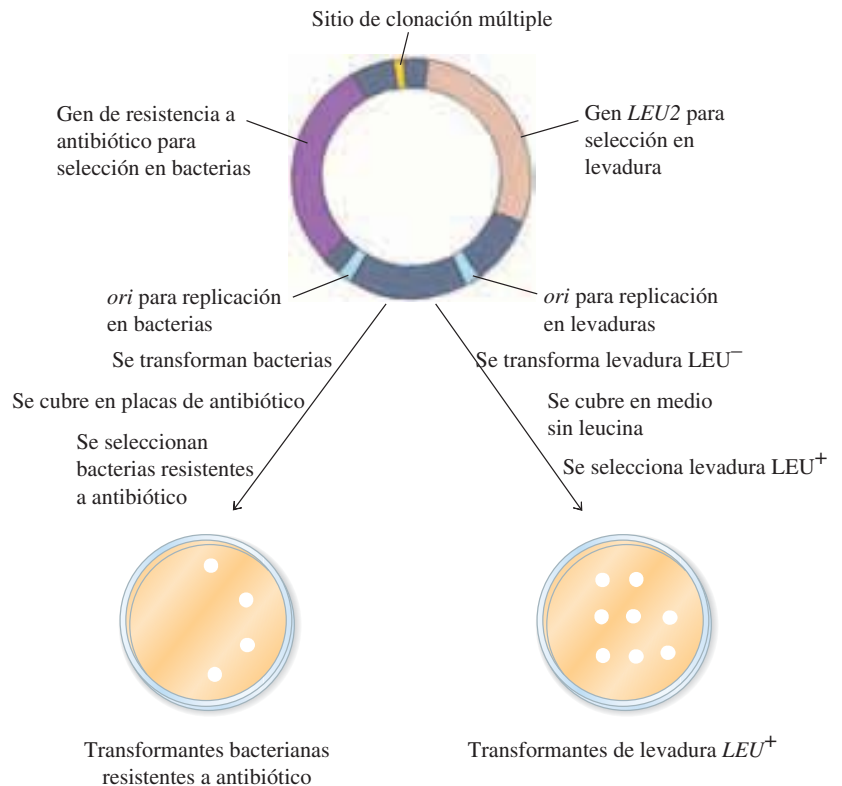 Sitio de clonación múltiple
Gen de resistencia a
antibiótico para
selección en bacterias
Gen LEU2 para
selección en
levadura
ori para replicación
en bacterias
ori para replicación
en levaduras
Se transforman bacterias
Se cubre en placas de antibiótico
Se seleccionan
bacterias resistentes
a antibiótico
Se transforma levadura LEU⁻
Se cubre en medio
sin leucina
Se selecciona levadura LEU⁺
Transformantes bacterianas
resistentes a antibiótico
Transformantes de levadura LEU⁺